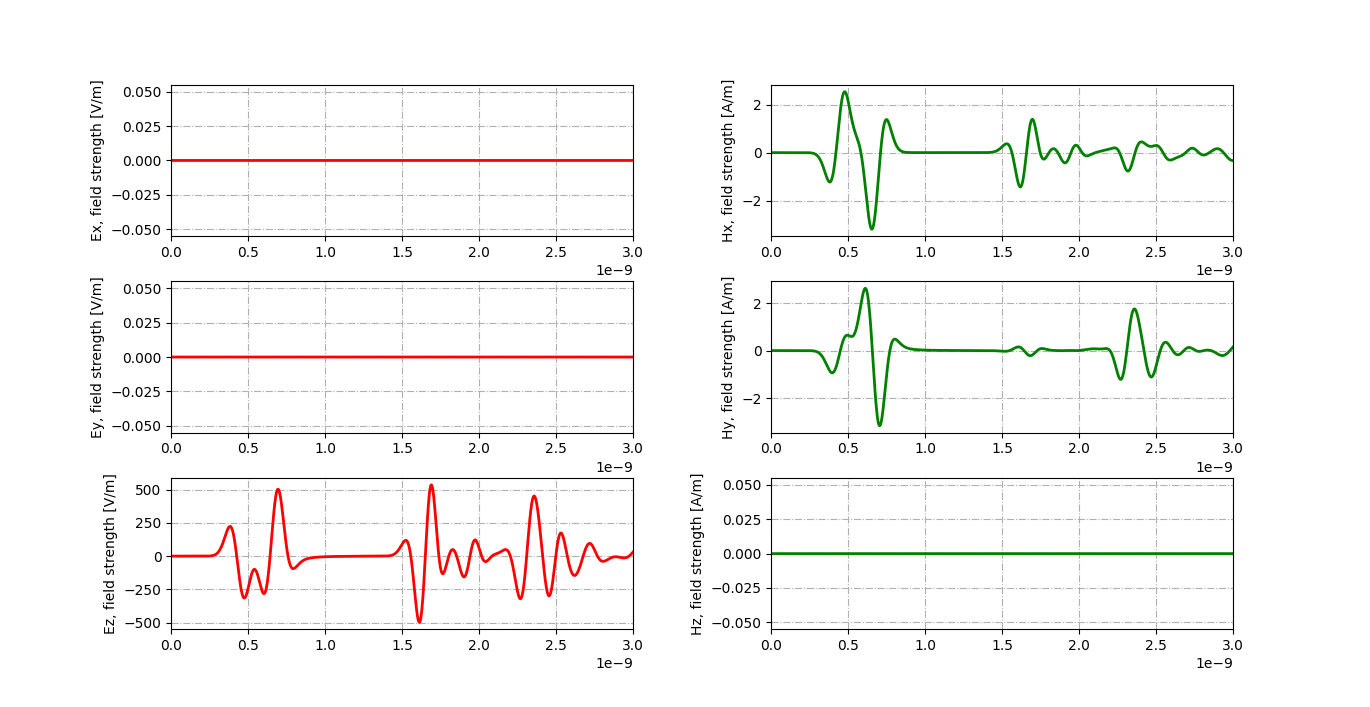 Ex, field strength [V/m]
0.050
0.025
0.000
−0.025
−0.050
0.0 0.5 1.0 1.5 2.0 2.5 3.0
1e−9
Hx, field strength [A/m]
2
0
−2
0.0 0.5 1.0 1.5 2.0 2.5 3.0
1e−9
Ey, field strength [V/m]
0.050
0.025
0.000
−0.025
−0.050
0.0 0.5 1.0 1.5 2.0 2.5 3.0
1e−9
Hy, field strength [A/m]
2
0
−2
0.0 0.5 1.0 1.5 2.0 2.5 3.0
1e−9
Ez, field strength [V/m]
500
250
0
−250
−500
0.0 0.5 1.0 1.5 2.0 2.5 3.0
1e−9
Hz, field strength [A/m]
0.050
0.025
0.000
−0.025
−0.050
0.0 0.5 1.0 1.5 2.0 2.5 3.0
1e−9